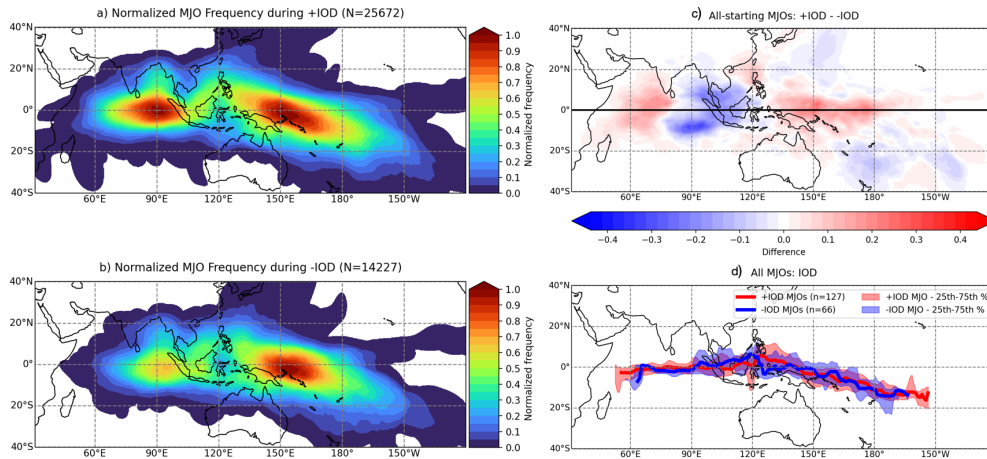 a) Normalized MJO Frequency during +IOD (N=25672)
40°N
20°N
0°
20°S
40°S
60°E
90°E
120°E
150°E
180°
150°W
1.0
0.9
0.8
0.7
0.6
0.5
0.4
0.3
0.2
0.1
0.0
Normalized frequency
c) All-starting MJOs: +IOD - -IOD
40°N
20°N
0°
20°S
40°S
60°E
90°E
120°E
150°E
180°
150°W
−0.4
−0.3
−0.2
−0.1
0.0
0.1
0.2
0.3
0.4
Difference
b) Normalized MJO Frequency during -IOD (N=14227)
40°N
20°N
0°
20°S
40°S
60°E
90°E
120°E
150°E
180°
150°W
1.0
0.9
0.8
0.7
0.6
0.5
0.4
0.3
0.2
0.1
0.0
Normalized frequency
d) All MJOs: IOD
+IOD MJOs (n=127)
-IOD MJOs (n=66)
+IOD MJO - 25th-75th %
-IOD MJO - 25th-75th %
40°N
20°N
0°
20°S
40°S
60°E
90°E
120°E
150°E
180°
150°W